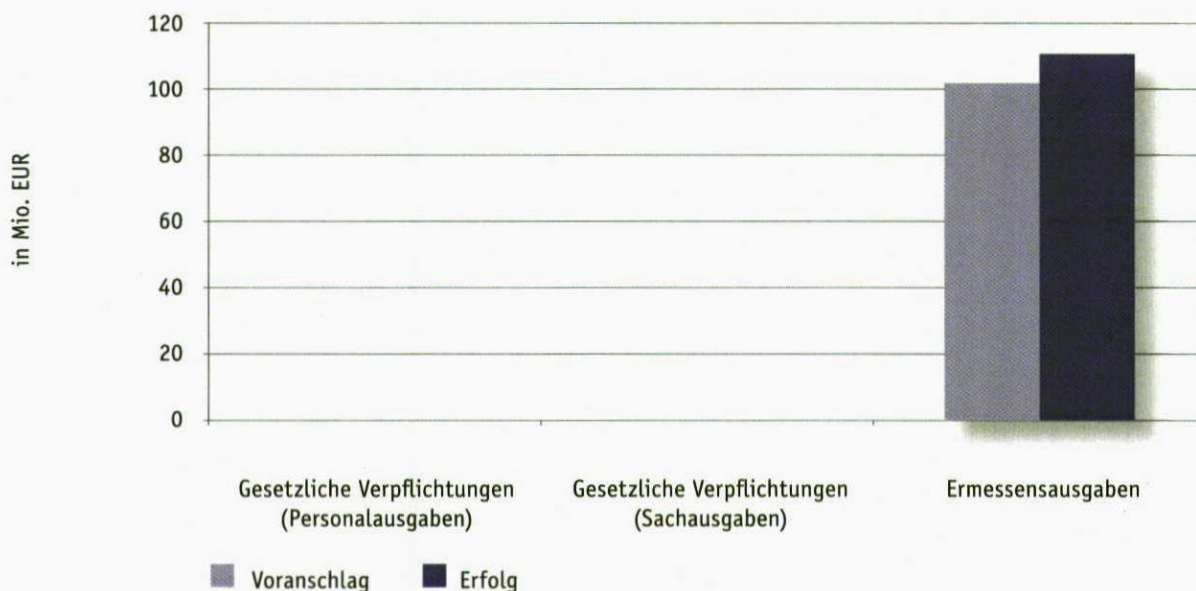 in Mio. EUR
120
100
80
60
40
20
0
Gesetzliche Verpflichtungen
(Personalausgaben)
Gesetzliche Verpflichtungen
(Sachausgaben)
Ermessensausgaben
Voranschlag
Erfolg